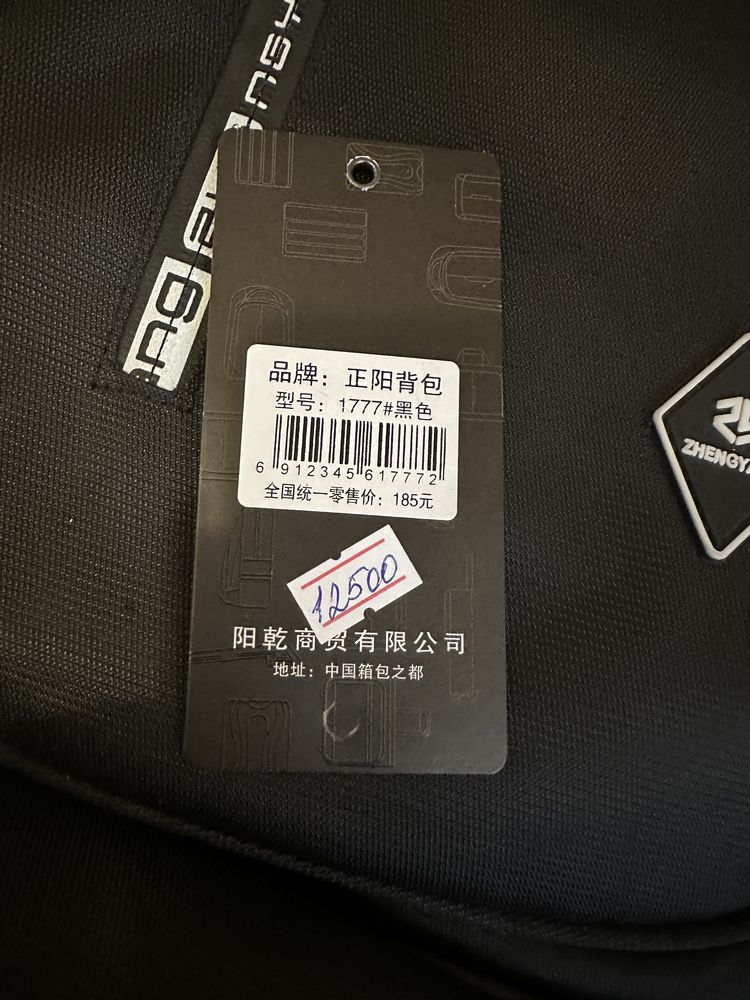 品牌：正阳背包
型号：1777#黑色
6 912345 617772
全国统一零售价：185元
12500
阳乾商贸有限公司
地址：中国箱包之都